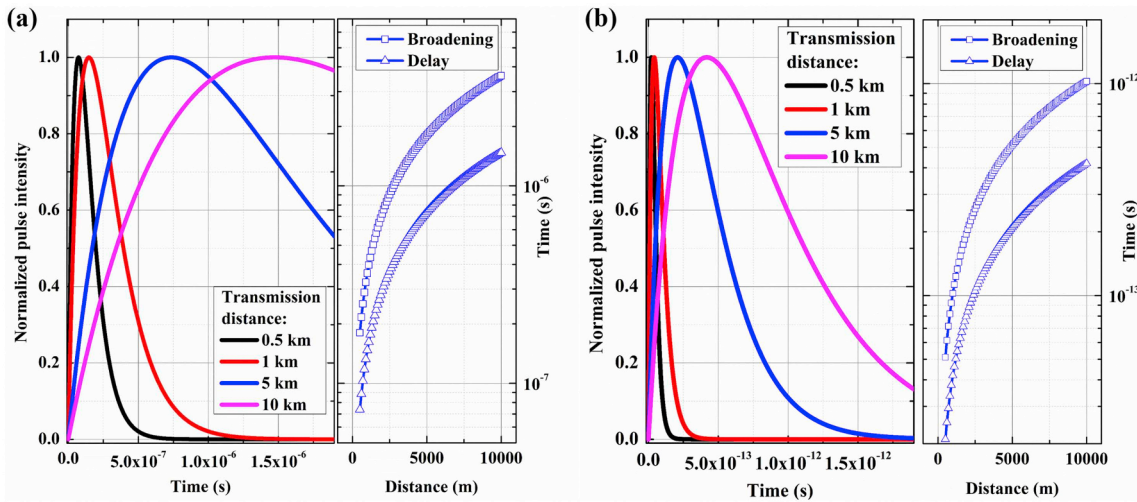 (a)
Normalized pulse intensity
1.0
0.8
0.6
0.4
0.2
0.0
Transmission
distance:
0.5 km
1 km
5 km
10 km
0.0
5.0x10⁻⁷
1.0x10⁻⁶
1.5x10⁻⁶
Time (s)
Broadening
Delay
10⁻⁶
10⁻⁷
Time (s)
0
5000
10000
Distance (m)
(b)
Normalized pulse intensity
1.0
0.8
0.6
0.4
0.2
0.0
Transmission
distance:
0.5 km
1 km
5 km
10 km
0.0
5.0x10⁻¹³
1.0x10⁻¹²
1.5x10⁻¹²
Time (s)
Broadening
Delay
10⁻¹²
10⁻¹³
Time (s)
0
5000
10000
Distance (m)